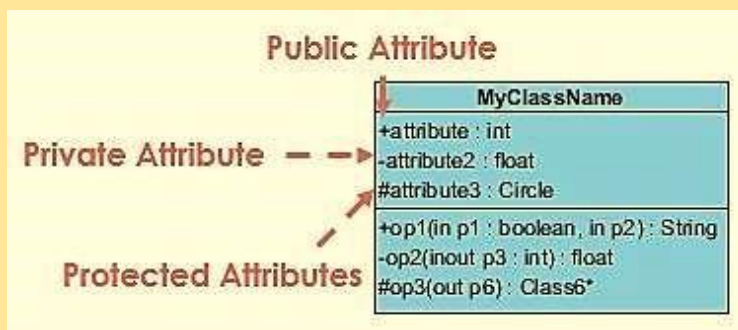 Public Attribute
MyClassName
+attribute : int
Private Attribute
-attribute2 : float
#attribute3 : Circle
+op1(in p1 : boolean, in p2) : String
-op2(inout p3 : int) : float
Protected Attributes
#op3(out p6) : Class6*